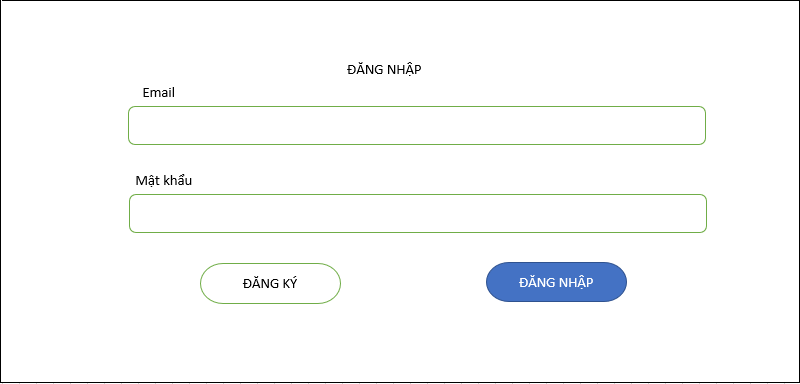 ĐĂNG NHẬP
Email
Mật khẩu
ĐĂNG KÝ
ĐĂNG NHẬP